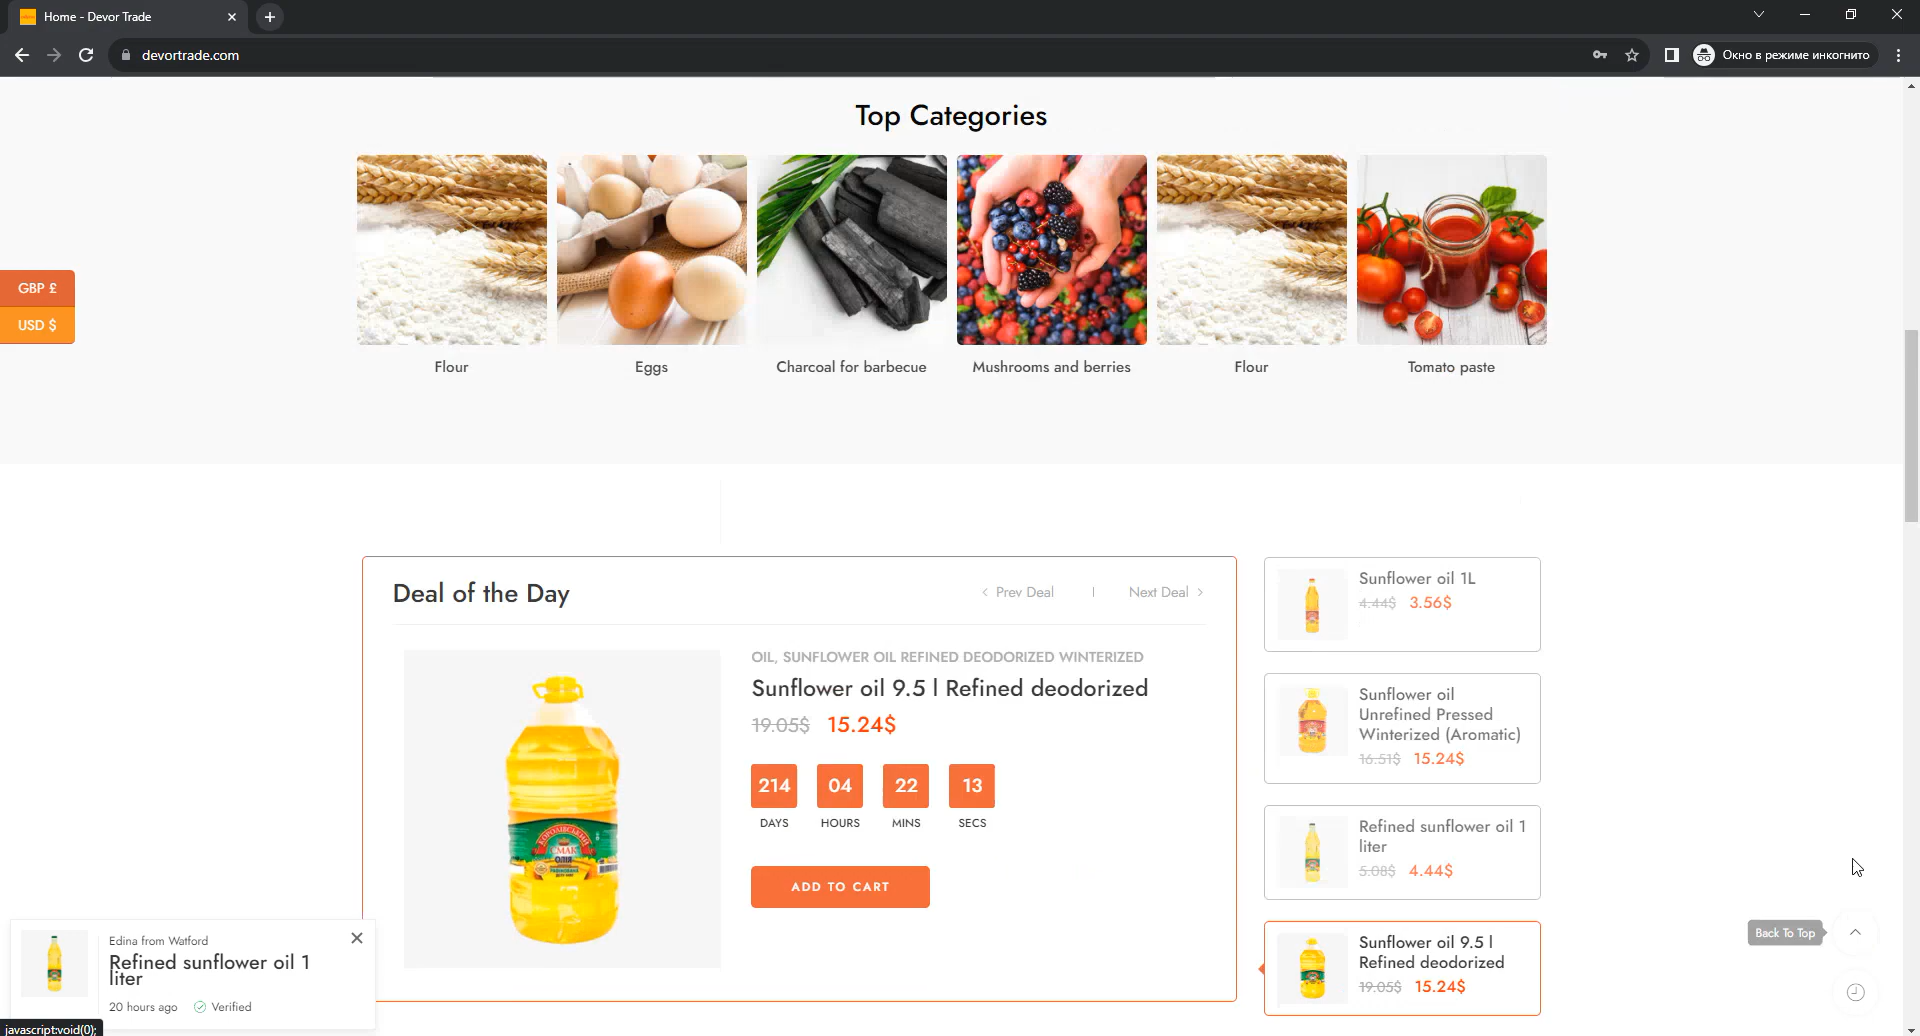 Home - Devor Trade
devortrade.com
Окно в режиме инкогнито
Top Categories
GBP £
USD $
Flour
Eggs
Charcoal for barbecue
Mushrooms and berries
Flour
Tomato paste
Deal of the Day
Prev Deal
Next Deal
OIL, SUNFLOWER OIL REFINED DEODORIZED WINTERIZED
Sunflower oil 9.5 l Refined deodorized
19.05$ 15.24$
214 04 22 13
DAYS HOURS MINS SECS
ADD TO CART
КОРОЛІВСЬКИЙ
СМАК
ОЛІЯ
Sunflower oil 1L
4.44$ 3.56$
Sunflower oil
Unrefined Pressed
Winterized (Aromatic)
16.51$ 15.24$
Refined sunflower oil 1
liter
5.08$ 4.44$
Sunflower oil 9.5 l
Refined deodorized
19.05$ 15.24$
Back To Top
Edina from Watford
Refined sunflower oil 1
liter
20 hours ago Verified
javascript:void(0);